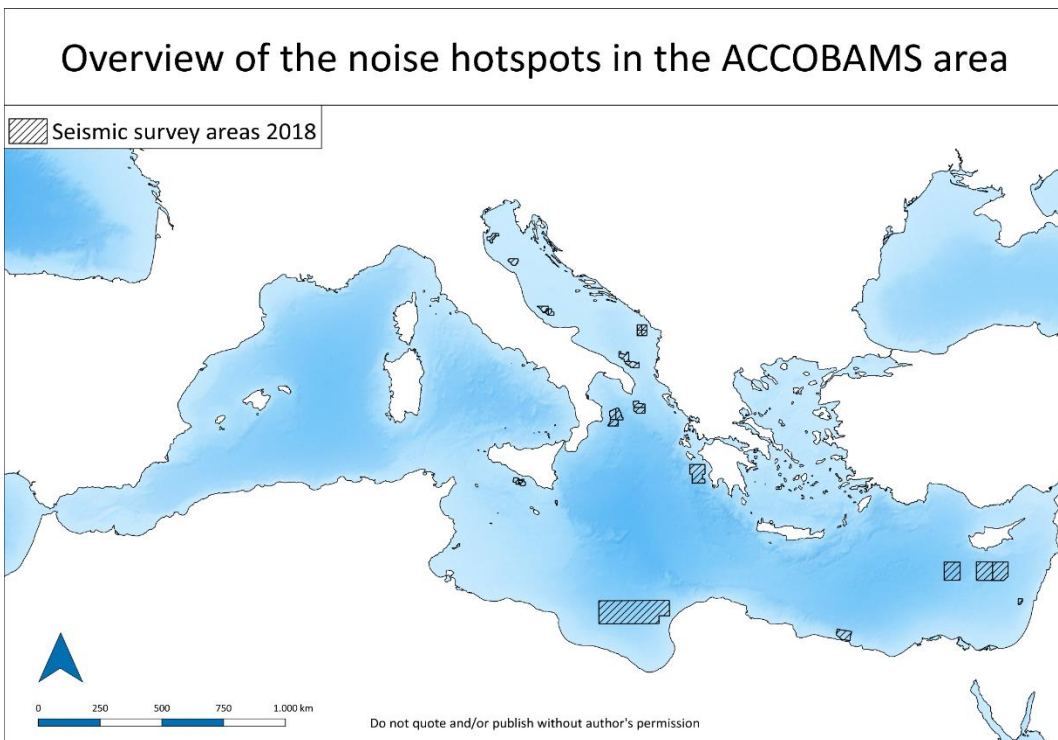 Overview of the noise hotspots in the ACCOBAMS area
Seismic survey areas 2018
0 250 500 750 1.000 km
Do not quote and/or publish without author's permission